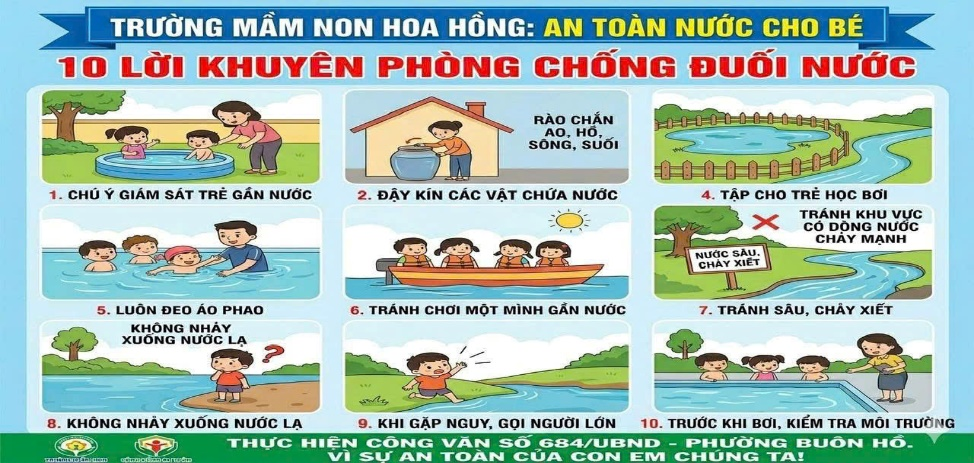 TRƯỜNG MẦM NON HOA HỒNG: AN TOÀN NƯỚC CHO BÉ
10 LỜI KHUYÊN PHÒNG CHỐNG ĐUỐI NƯỚC
1. CHÚ Ý GIÁM SÁT TRẺ GẦN NƯỚC
RÀO CHẮN
AO, HỒ,
SÔNG, SUỐI
2. ĐẬY KÍN CÁC VẬT CHỨA NƯỚC
4. TẬP CHO TRẺ HỌC BƠI
5. LUÔN ĐEO ÁO PHAO
6. TRÁNH CHƠI MỘT MÌNH GẦN NƯỚC
TRÁNH KHU VỰC
CÓ DÒNG NƯỚC
CHẢY MẠNH
NƯỚC SÂU,
CHẢY XIẾT
7. TRÁNH SÂU, CHẢY XIẾT
KHÔNG NHẢY
XUỐNG NƯỚC LẠ
8. KHÔNG NHẢY XUỐNG NƯỚC LẠ
9. KHI GẶP NGUY, GỌI NGƯỜI LỚN
10. TRƯỚC KHI BƠI, KIỂM TRA MÔI TRƯỜNG
THỰC HIỆN CÔNG VĂN SỐ 684/UBND - PHƯỜNG BUÔN HỒ.
VÌ SỰ AN TOÀN CỦA CON EM CHÚNG TA!